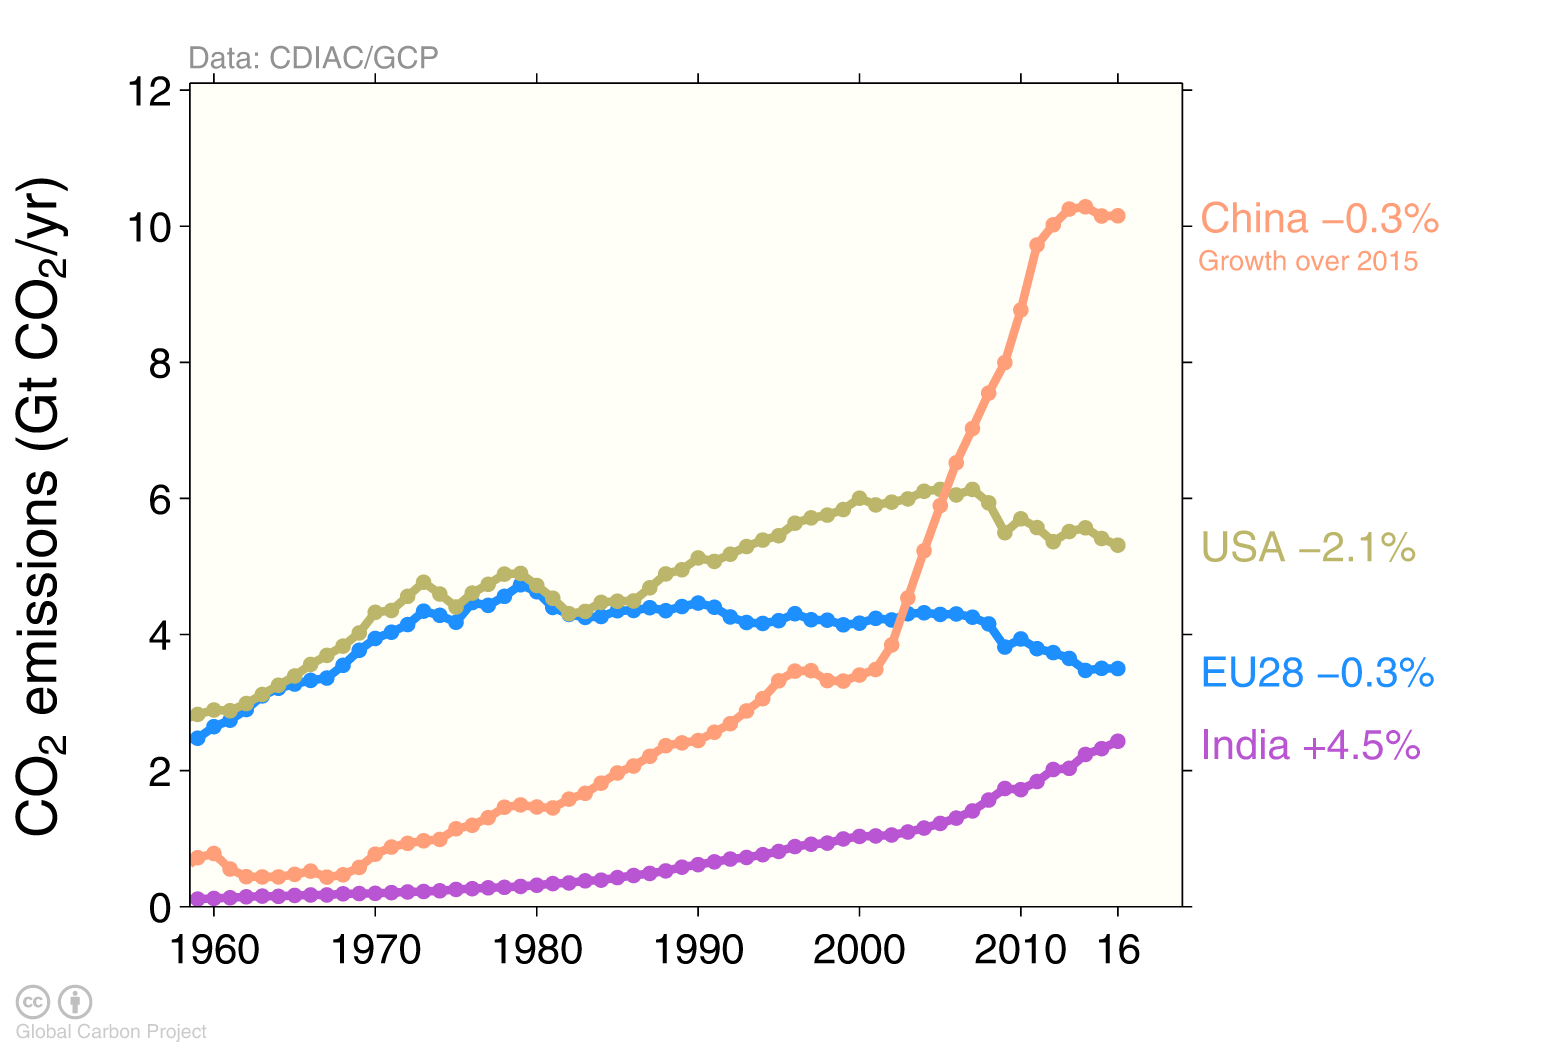 Data: CDIAC/GCP
CO₂ emissions (Gt CO₂/yr)
12
10
8
6
4
2
0
1960 1970 1980 1990 2000 2010 16
China −0.3%
Growth over 2015
USA −2.1%
EU28 −0.3%
India +4.5%
cc
Global Carbon Project